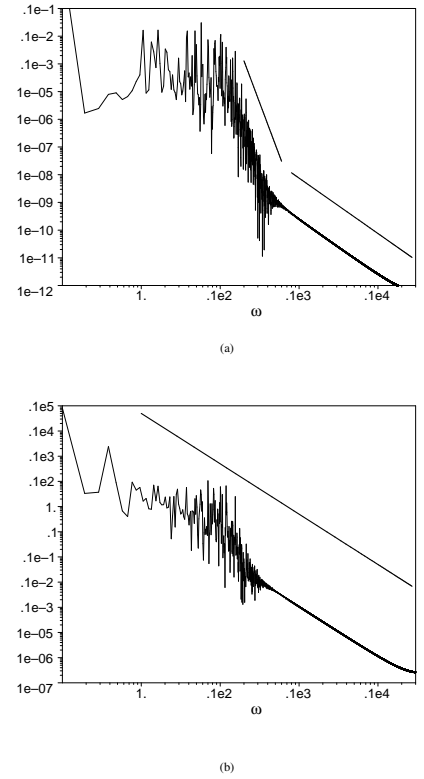 .1e–1
.1e–2
.1e–3
1e–05
1e–06
1e–07
1e–08
1e–09
1e–10
1e–11
1e–12
1. .1e2 .1e3 .1e4
ω
(a)
.1e5
.1e4
.1e3
.1e2
1.
.1
.1e–1
.1e–2
.1e–3
1e–05
1e–06
1e–07
1. .1e2 .1e3 .1e4
ω
(b)